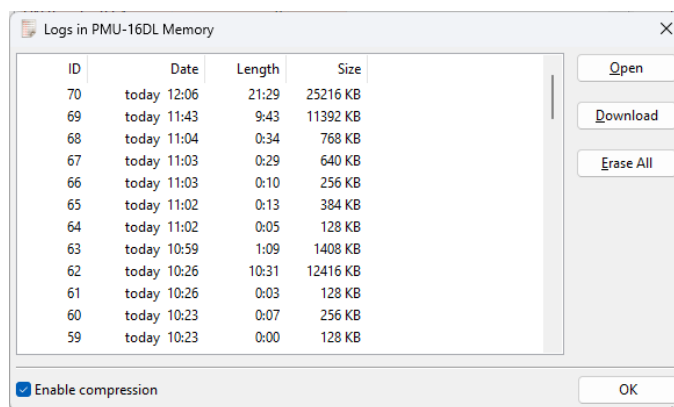 Logs in PMU-16DL Memory
ID Date Length Size
70 today 12:06 21:29 25216 KB
69 today 11:43 9:43 11392 KB
68 today 11:04 0:34 768 KB
67 today 11:03 0:29 640 KB
66 today 11:03 0:10 256 KB
65 today 11:02 0:13 384 KB
64 today 11:02 0:05 128 KB
63 today 10:59 1:09 1408 KB
62 today 10:26 10:31 12416 KB
61 today 10:26 0:03 128 KB
60 today 10:23 0:07 256 KB
59 today 10:23 0:00 128 KB
Open
Download
Erase All
Enable compression
OK